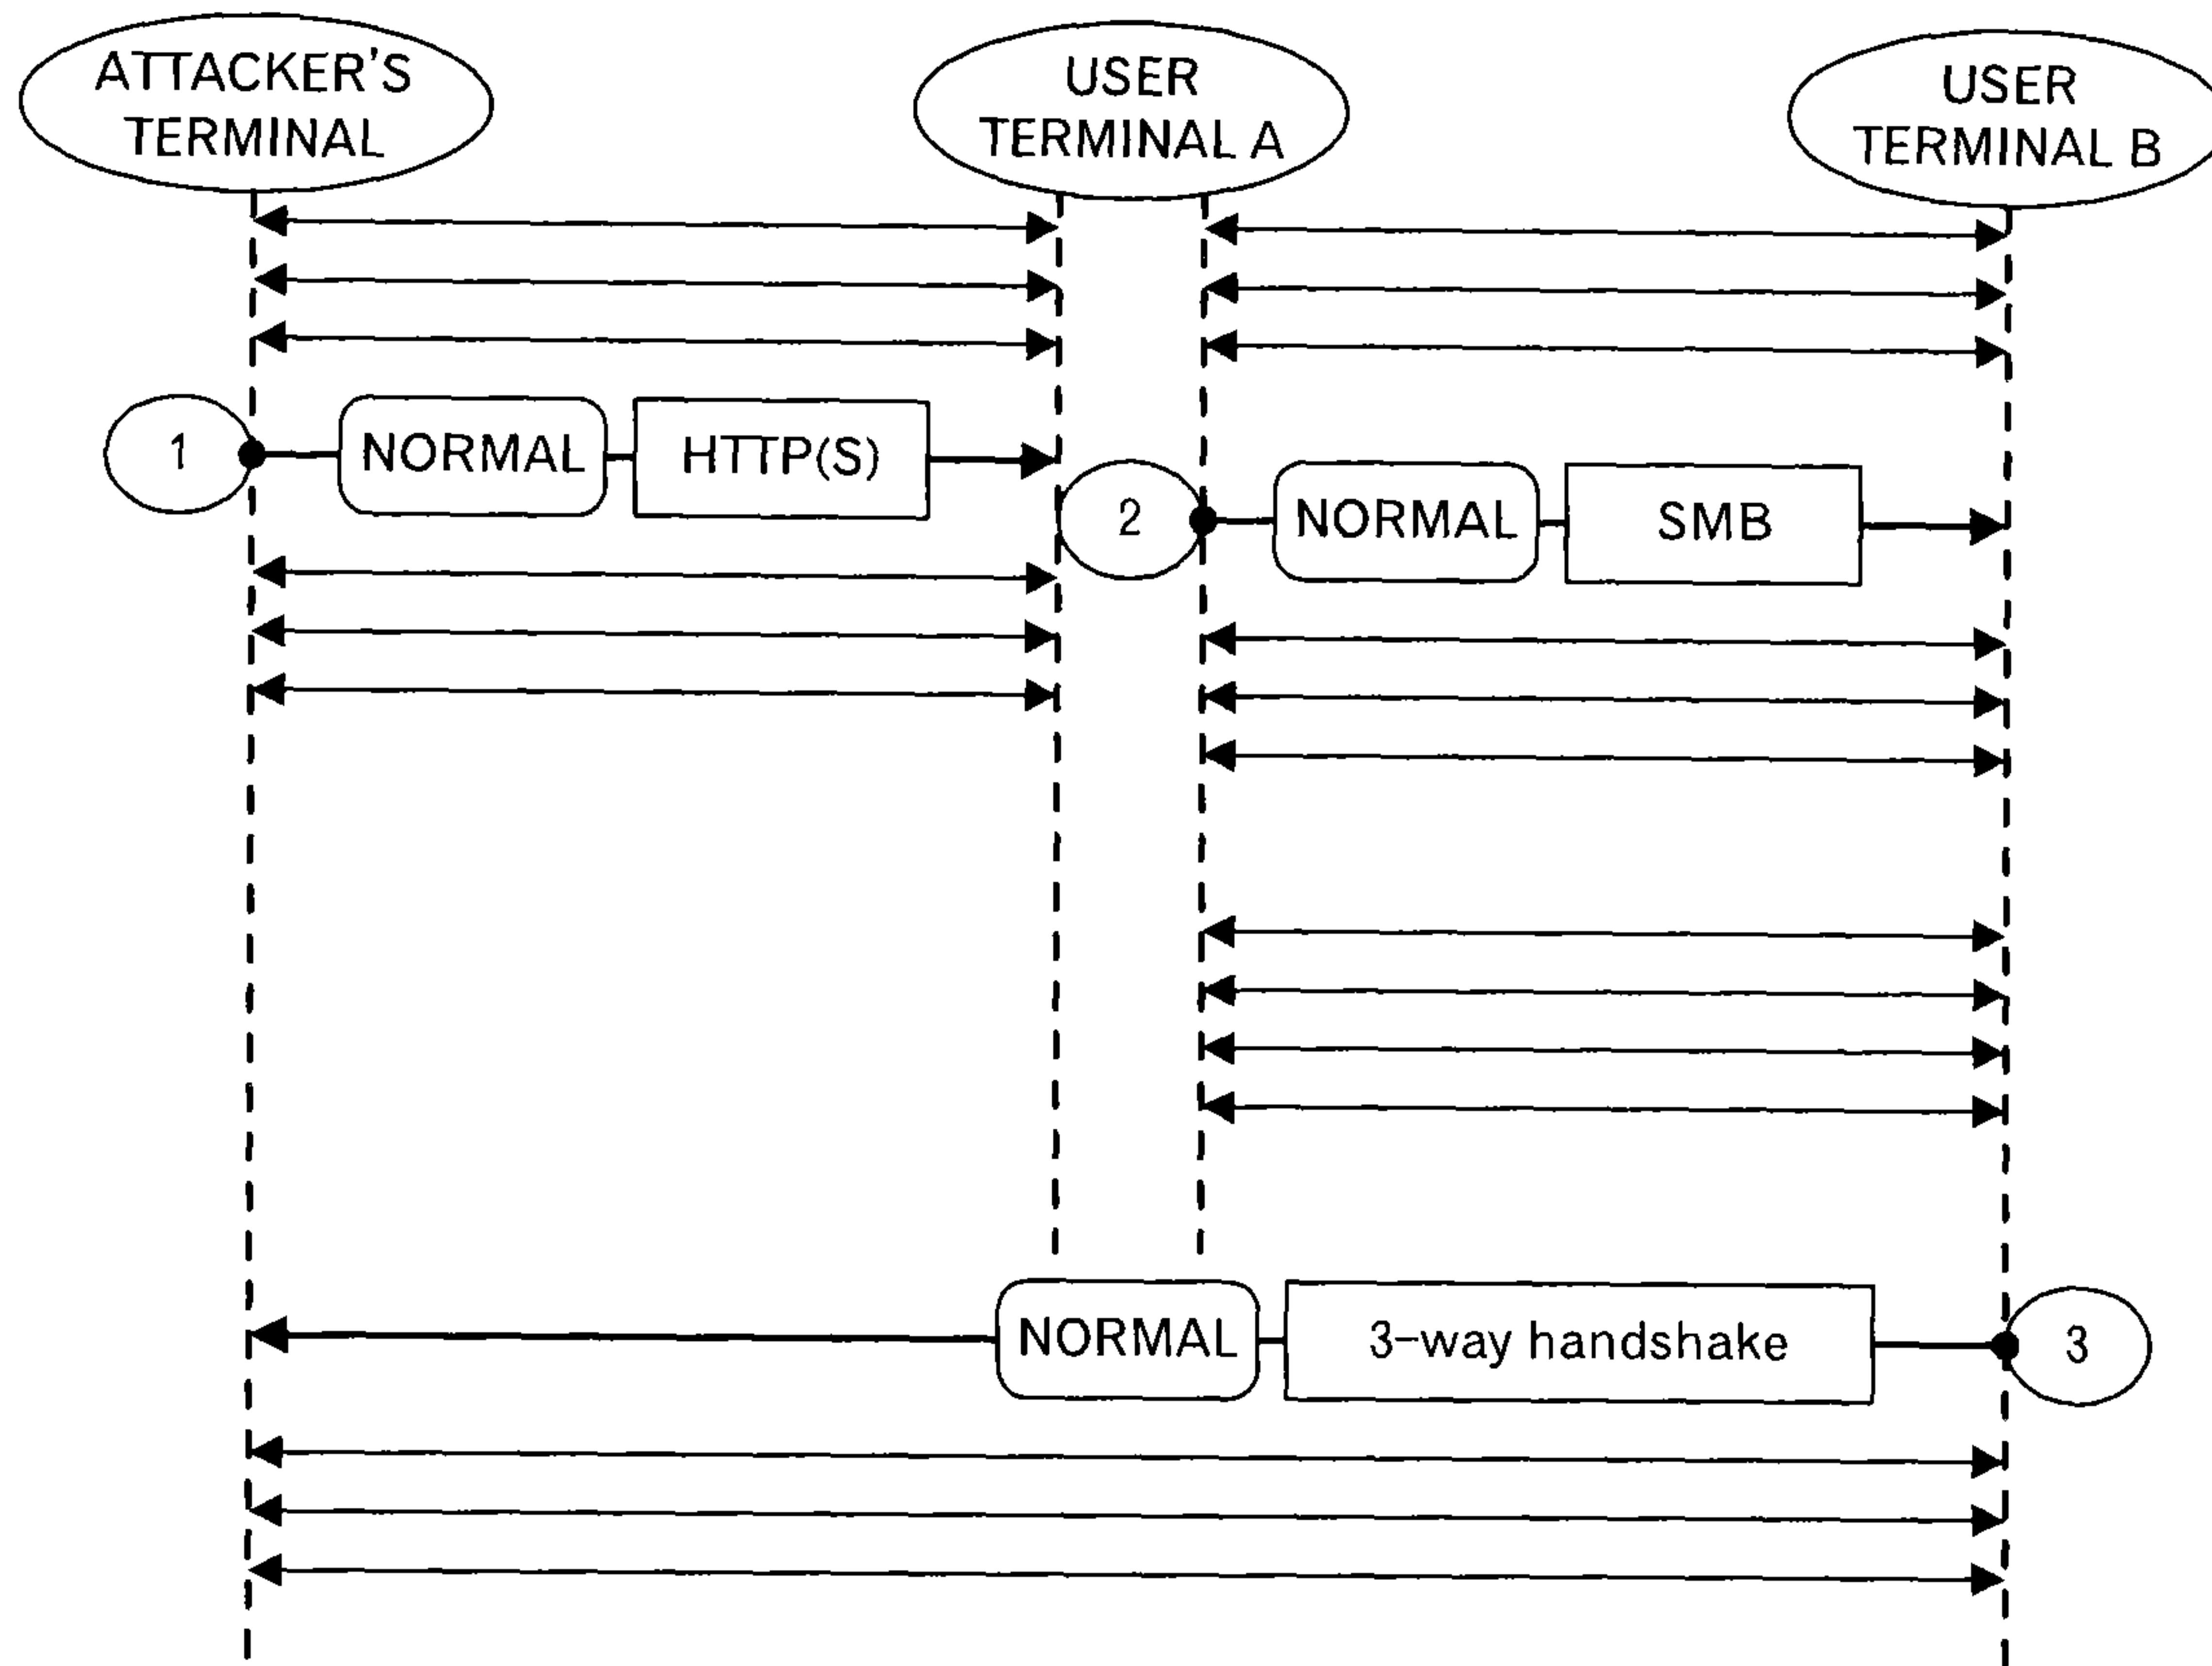 ATTACKER'S
TERMINAL
USER
TERMINAL A
USER
TERMINAL B
1
NORMAL
HTTP(S)
2
NORMAL
SMB
NORMAL
3-way handshake
3